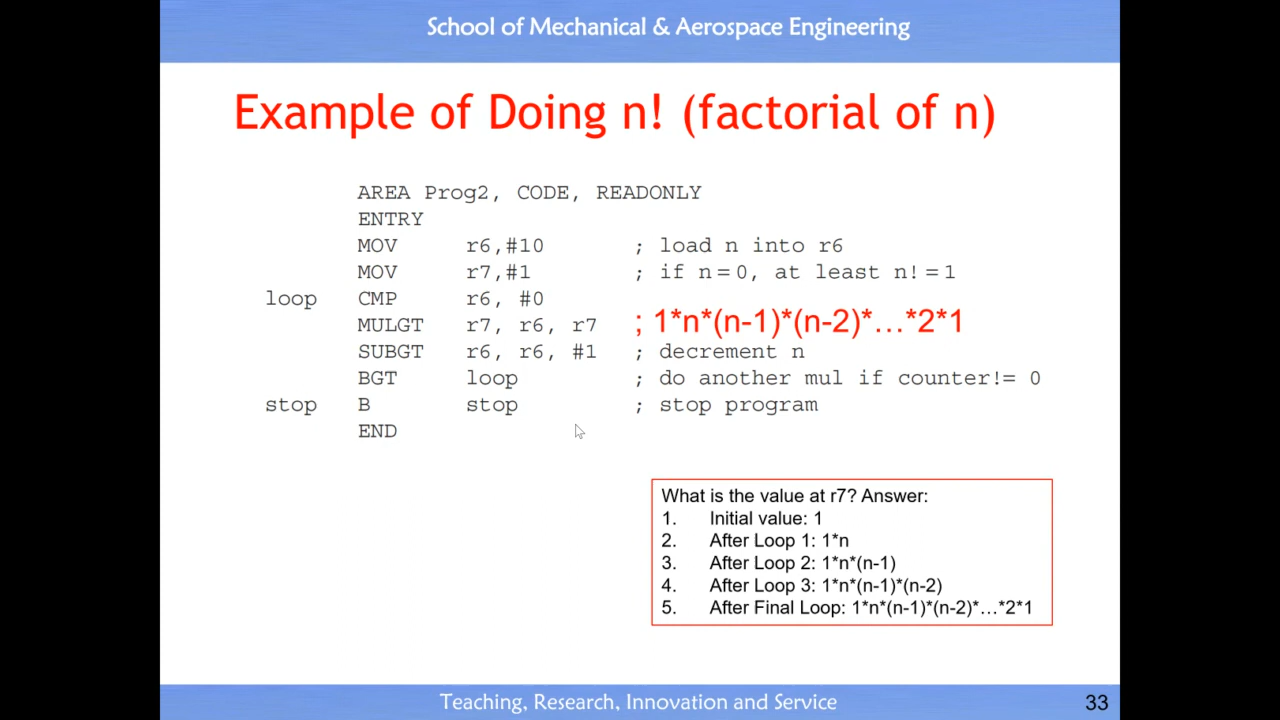 School of Mechanical & Aerospace Engineering
Example of Doing n! (factorial of n)
AREA Prog2, CODE, READONLY
ENTRY
MOV r6,#10 ; load n into r6
MOV r7,#1 ; if n=0, at least n!=1
loop CMP r6, #0
MULGT r7, r6, r7 ; 1*n*(n-1)*(n-2)*…*2*1
SUBGT r6, r6, #1 ; decrement n
BGT loop ; do another mul if counter!= 0
stop B stop ; stop program
END
What is the value at r7? Answer:
1. Initial value: 1
2. After Loop 1: 1*n
3. After Loop 2: 1*n*(n-1)
4. After Loop 3: 1*n*(n-1)*(n-2)
5. After Final Loop: 1*n*(n-1)*(n-2)*…*2*1
Teaching, Research, Innovation and Service
33